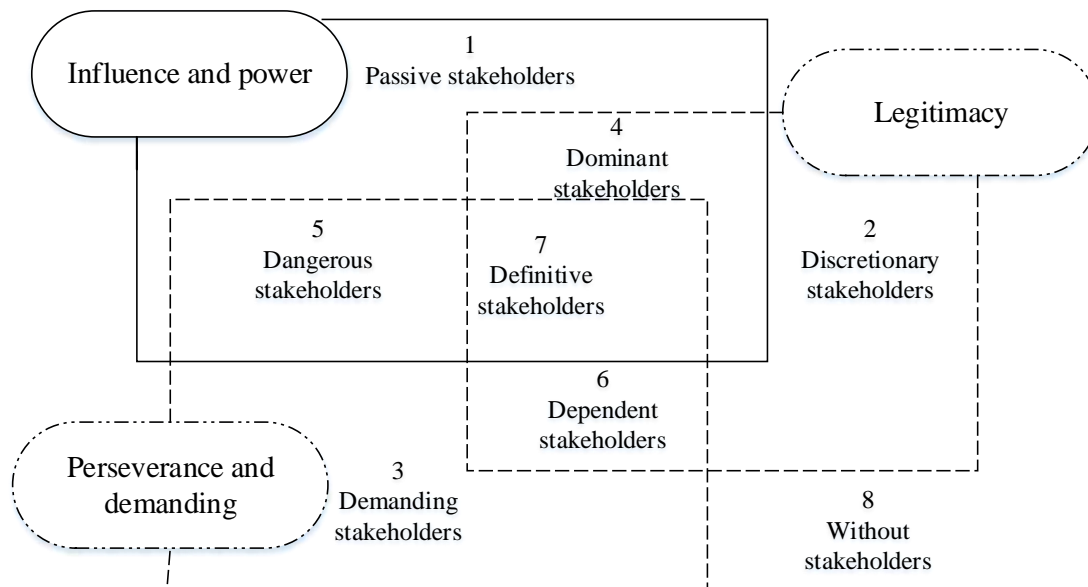 Influence and power
1
Passive stakeholders
Legitimacy
4
Dominant
stakeholders
5
Dangerous
stakeholders
7
Definitive
stakeholders
2
Discretionary
stakeholders
6
Dependent
stakeholders
Perseverance and
demanding
3
Demanding
stakeholders
8
Without
stakeholders